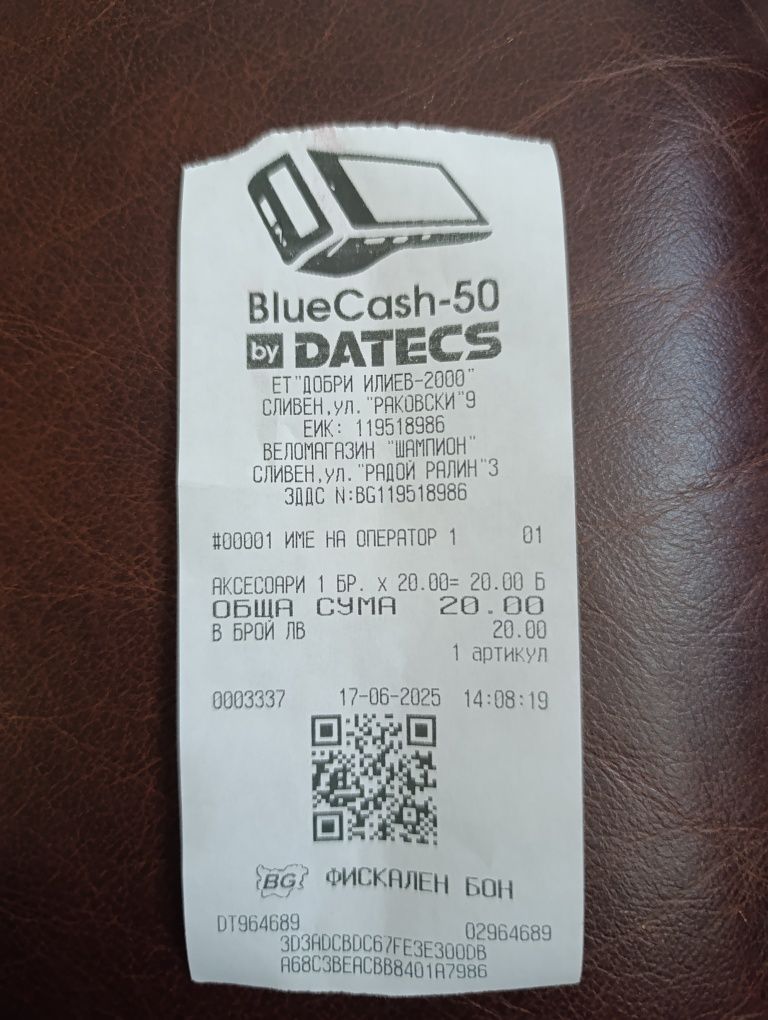 BlueCash-50
by DATECS
ЕТ"ДОБРИ ИЛИЕВ-2000"
СЛИВЕН,ул. "РАКОВСКИ"9
ЕИК: 119518986
ВЕЛОМАГАЗИН "ШАМПИОН"
СЛИВЕН,ул. "РАДОЙ РАЛИН"3
ЗДДС N:BG119518986
#00001 ИМЕ НА ОПЕРАТОР 1 01
АКСЕСОАРИ 1 БР. x 20.00= 20.00 Б
ОБЩА СУМА 20.00
В БРОЙ ЛВ 20.00
1 артикул
0003337 17-06-2025 14:08:19
BG ФИСКАЛЕН БОН
DT964689 02964689
3D3ADCBDC67FE3E300DB
A68C3BEACBB8401A7986